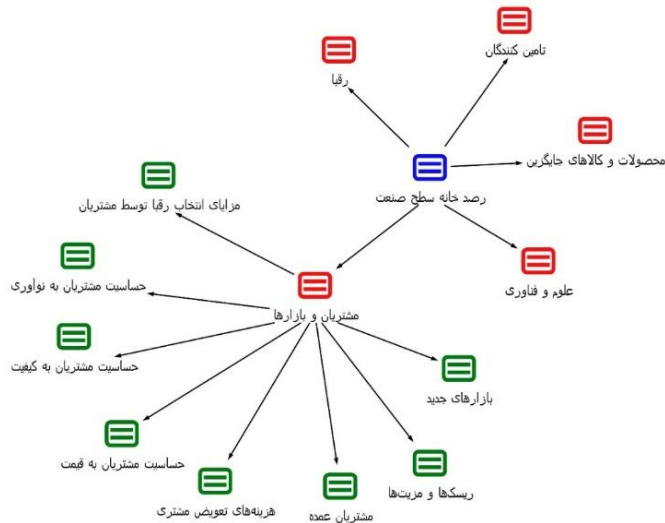 تامین کنندگان
رقبا
محصولات و کالاهای جایگزین
رصد خانه سطح صنعت
مزایای انتخاب رقبا توسط مشتریان
علوم و فناوری
حساسیت مشتریان به نوآوری
مشتریان و بازارها
حساسیت مشتریان به کیفیت
بازارهای جدید
حساسیت مشتریان به قیمت
ریسک‌ها و مزیت‌ها
هزینه‌های تعویض مشتری
مشتریان عمده